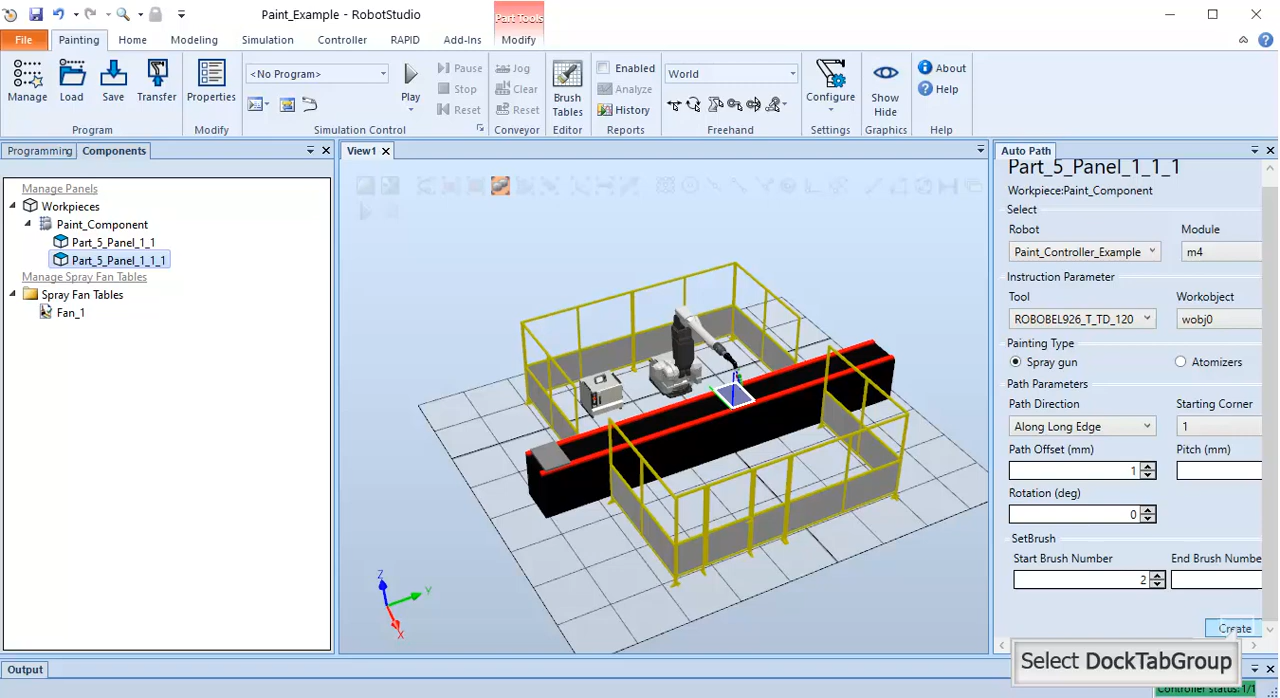 Paint_Example - RobotStudio
Part Tools
File Painting Home Modeling Simulation Controller RAPID Add-Ins Modify
Manage Load Save Transfer Properties
<No Program>
Play
Pause
Stop
Reset
Jog
Clear
Reset
Brush Tables
Enabled
Analyze
History
World
Configure
Show Hide
About
Help
Program Modify Simulation Control Conveyor Editor Reports Freehand Settings Graphics Help
Programming Components
View1
Auto Path
Manage Panels
Workpieces
Paint_Component
Part_5_Panel_1_1
Part_5_Panel_1_1_1
Manage Spray Fan Tables
Spray Fan Tables
Fan_1
Z
Y
X
Part_5_Panel_1_1_1
Workpiece:Paint_Component
Select
Robot Module
Paint_Controller_Example m4
Instruction Parameter
Tool Workobject
ROBOBEL926_T_TD_120 wobj0
Painting Type
Spray gun Atomizers
Path Parameters
Path Direction Starting Corner
Along Long Edge 1
Path Offset (mm) Pitch (mm)
1
Rotation (deg)
0
SetBrush
Start Brush Number End Brush Numbe
2
Create
Select DockTabGroup
Output
Controller status: 1/1